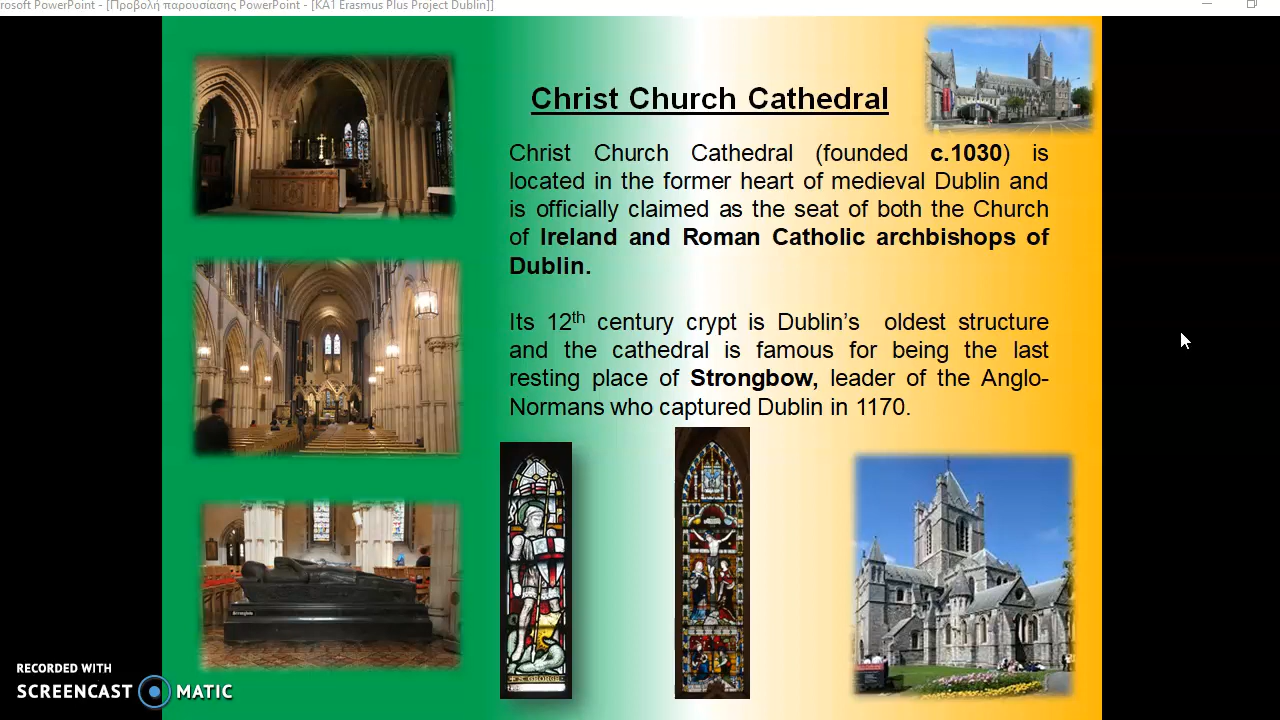 rosoft PowerPoint - [Προβολή παρουσίασης PowerPoint - [KA1 Erasmus Plus Project Dublin]]
Christ Church Cathedral
Christ Church Cathedral (founded c.1030) is
located in the former heart of medieval Dublin and
is officially claimed as the seat of both the Church
of Ireland and Roman Catholic archbishops of
Dublin.
Its 12th century crypt is Dublin’s oldest structure
and the cathedral is famous for being the last
resting place of Strongbow, leader of the Anglo-
Normans who captured Dublin in 1170.
Strongbow
S. GEORGE
RECORDED WITH
SCREENCAST MATIC